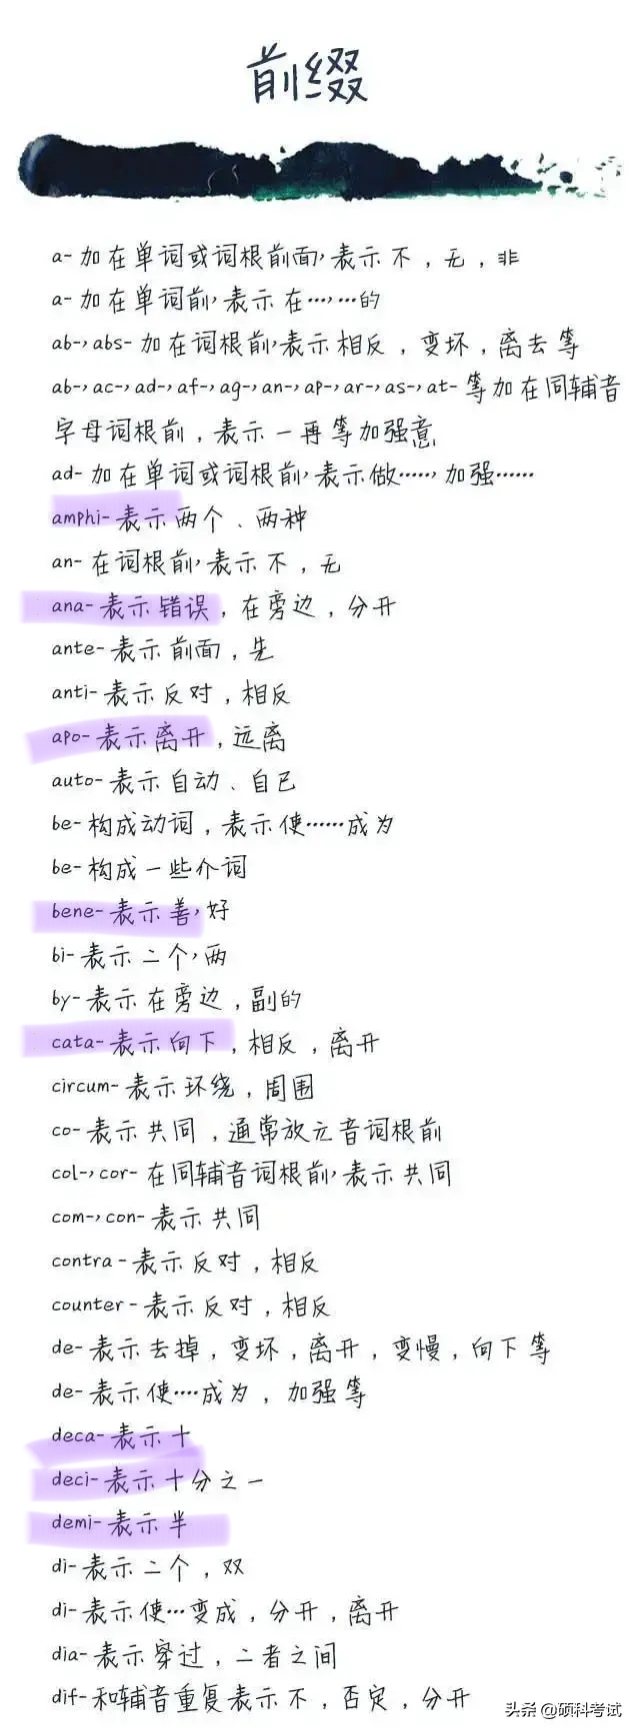 前缀
a-加在单词或词根前面,表示不，无，非
a-加在单词前,表示在…,…的
ab-,abs-加在词根前,表示相反，变坏，离去等
ab-,ac-,ad-,af-,ag-,an-,ap-,ar-,as-,at-等加在同辅音
字母词根前，表示一再等加强意
ad-加在单词或词根前,表示做……,加强……
amphi-表示两个、两种
an-在词根前,表示不，无
ana-表示错误，在旁边，分开
ante-表示前面，先
anti-表示反对，相反
apo-表示离开，远离
auto-表示自动、自己
be-构成动词，表示使……成为
be-构成一些介词
bene-表示善,好
bi-表示二个,两
by-表示在旁边，副的
cata-表示向下，相反，离开
circum-表示环绕，周围
co-表示共同，通常放元音词根前
col-,cor-在同辅音词根前,表示共同
com-,con-表示共同
contra-表示反对，相反
counter-表示反对，相反
de-表示去掉，变坏，离开，变慢，向下等
de-表示使……成为，加强等
deca-表示十
deci-表示十分之一
demi-表示半
di-表示二个，双
di-表示使…变成，分开，离开
dia-表示穿过，二者之间
dif-和辅音重复表示不，否定，分开
头条 @硕科考试